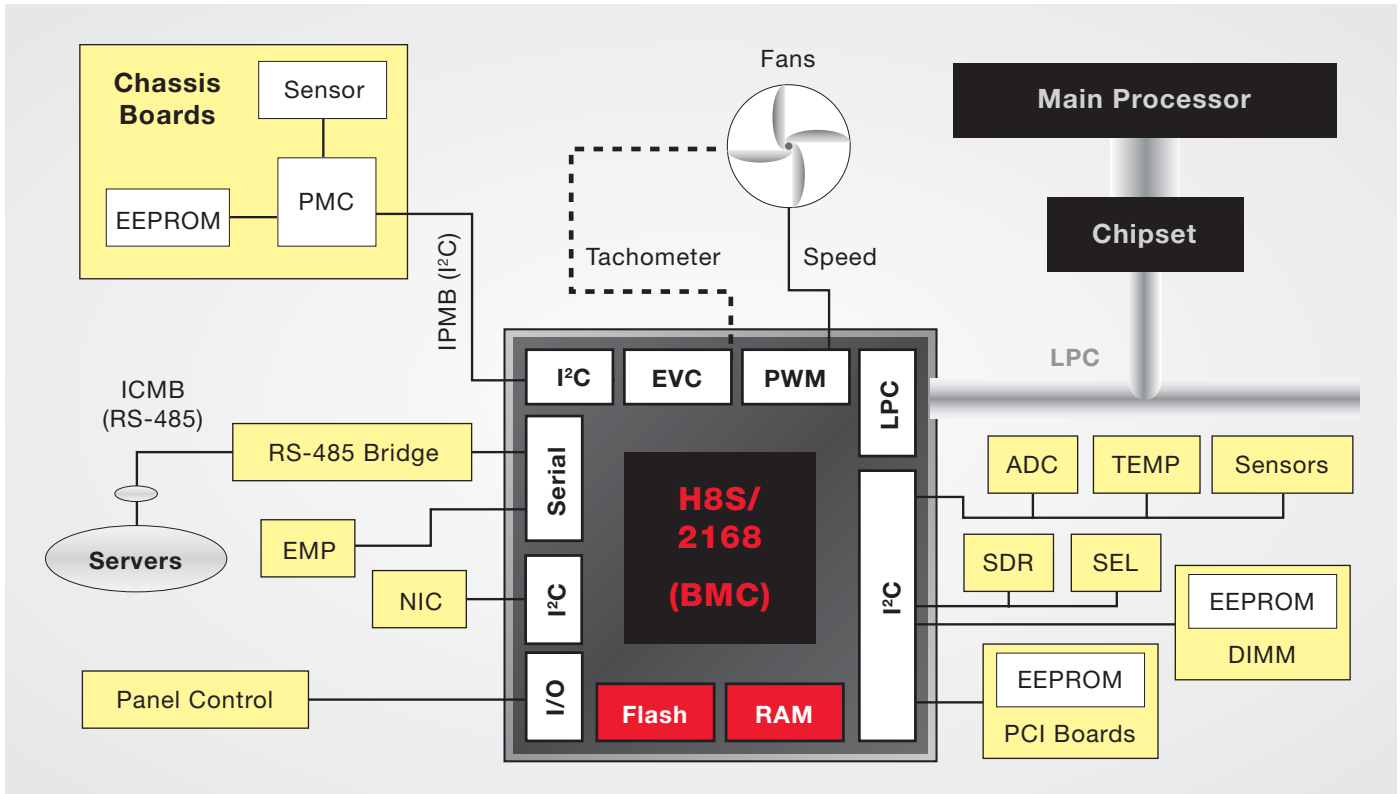 Chassis
Boards
Sensor
EEPROM
PMC
IPMB (I²C)
Fans
Tachometer
Speed
Main Processor
Chipset
LPC
ICMB
(RS-485)
RS-485 Bridge
Servers
EMP
NIC
Panel Control
I²C
EVC
PWM
LPC
Serial
I²C
I/O
H8S/
2168
(BMC)
Flash
RAM
I²C
ADC
TEMP
Sensors
SDR
SEL
EEPROM
DIMM
EEPROM
PCI Boards